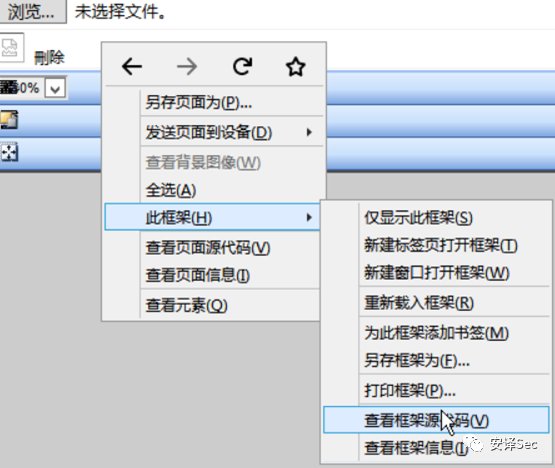 浏览... 未选择文件。
刪除
0%
另存页面为(P)...
发送页面到设备(D)
查看背景图像(W)
全选(A)
此框架(H)
查看页面源代码(V)
查看页面信息(I)
查看元素(Q)
仅显示此框架(S)
新建标签页打开框架(T)
新建窗口打开框架(W)
重新载入框架(R)
为此框架添加书签(M)
另存框架为(F)...
打印框架(P)...
查看框架源代码(V)
查看框架信息(I)
安译Sec